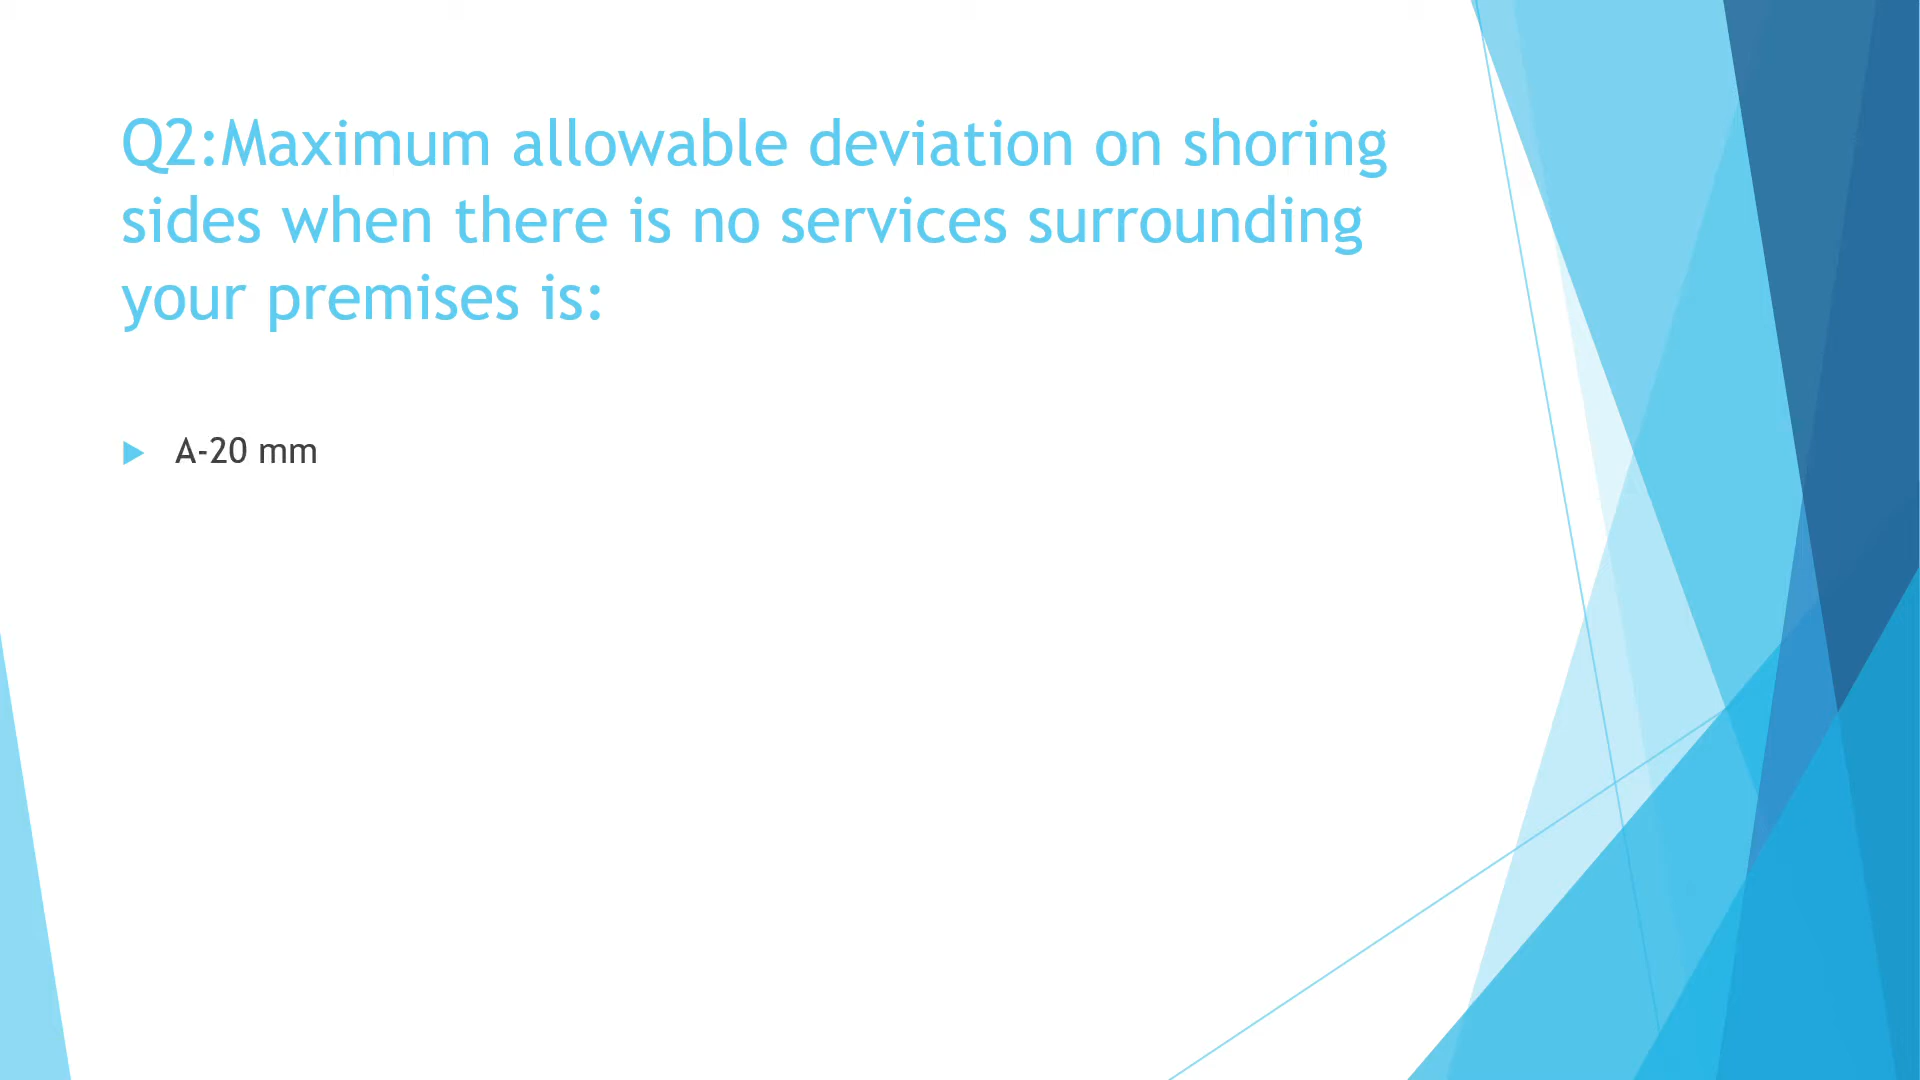 Q2:Maximum allowable deviation on shoring
sides when there is no services surrounding
your premises is:
A-20 mm